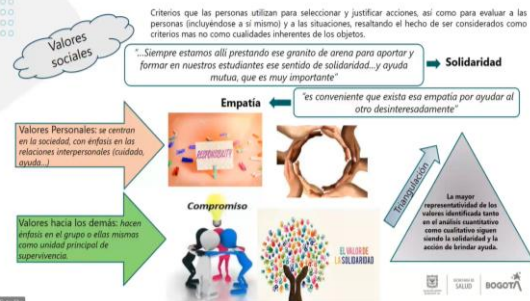 Valores
sociales
Criterios que las personas utilizan para seleccionar y justificar acciones, así como para evaluar a las
personas (incluyéndose a sí mismo) y a las situaciones, resaltando el hecho de ser considerados como
criterios mas no como cualidades inherentes de los objetos.
"...Siempre estamos allí prestando ese granito de arena para aportar y
formar en nuestros estudiantes ese sentido de solidaridad...y ayuda
mutua, que es muy importante"
Solidaridad
Empatía
"es conveniente que exista esa empatía por ayudar al
otro desinteresadamente"
Valores Personales: se centran
en la sociedad, con énfasis en las
relaciones interpersonales (cuidado,
ayuda...)
RESPONSIBILITY
Triangulación
La mayor
representatividad de los
valores identificada tanto
en el análisis cuantitativo
como cualitativo siguen
siendo la solidaridad y la
acción de brindar ayuda.
Valores hacia los demás: hacen
énfasis en el grupo o ellas mismas
como unidad principal de
supervivencia.
Compromiso
EL VALOR DE
LA SOLIDARIDAD
SALUD
BOGOTÁ